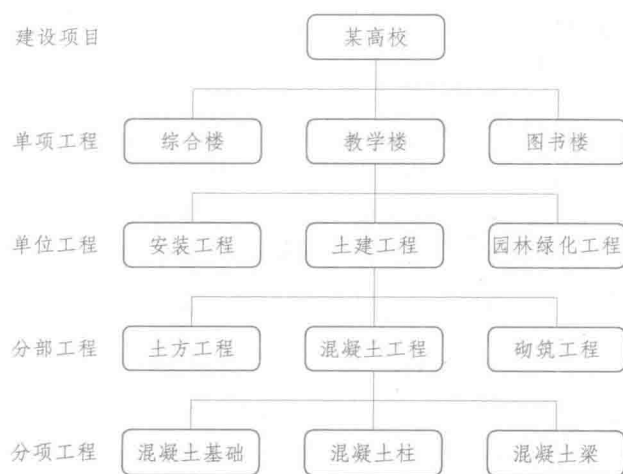 建设项目 某高校
单项工程 综合楼 教学楼 图书楼
单位工程 安装工程 土建工程 园林绿化工程
分部工程 土方工程 混凝土工程 砌筑工程
分项工程 混凝土基础 混凝土柱 混凝土梁